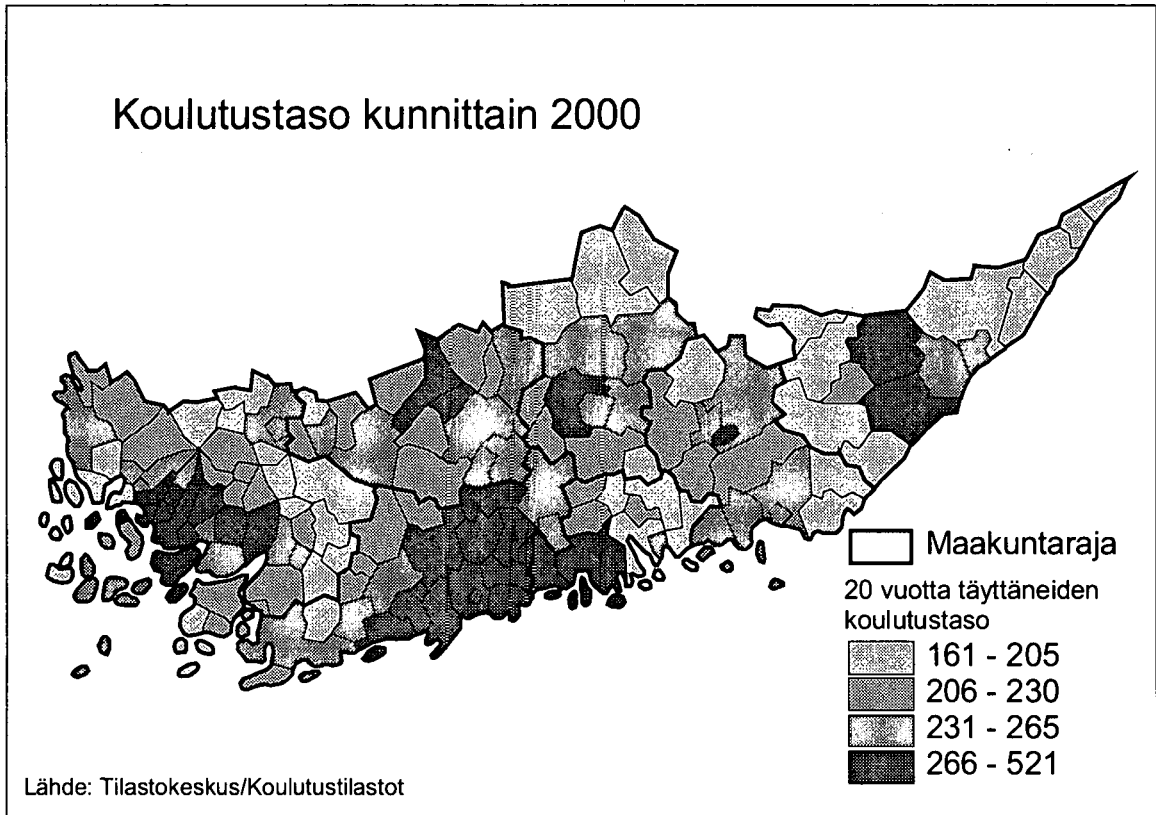 Koulutustaso kunnittain 2000
Maakuntaraja
20 vuotta täyttäneiden
koulutustaso
161 - 205
206 - 230
231 - 265
266 - 521
Lähde: Tilastokeskus/Koulutustilastot